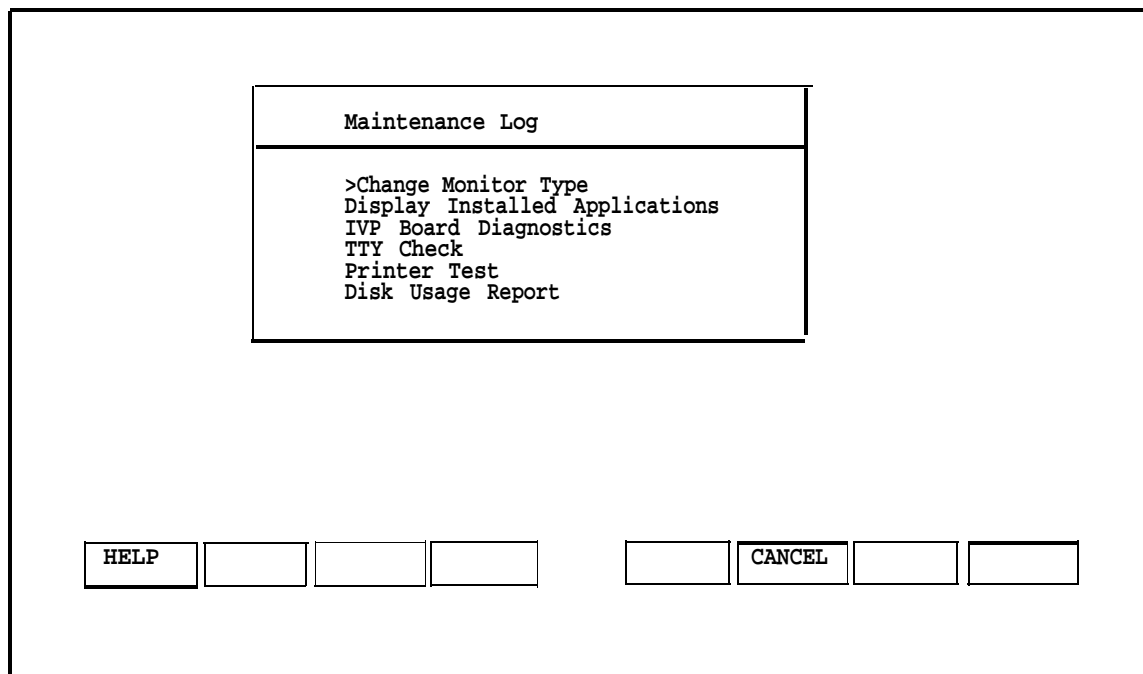 Maintenance Log
>Change Monitor Type
Display Installed Applications
IVP Board Diagnostics
TTY Check
Printer Test
Disk Usage Report
HELP
CANCEL